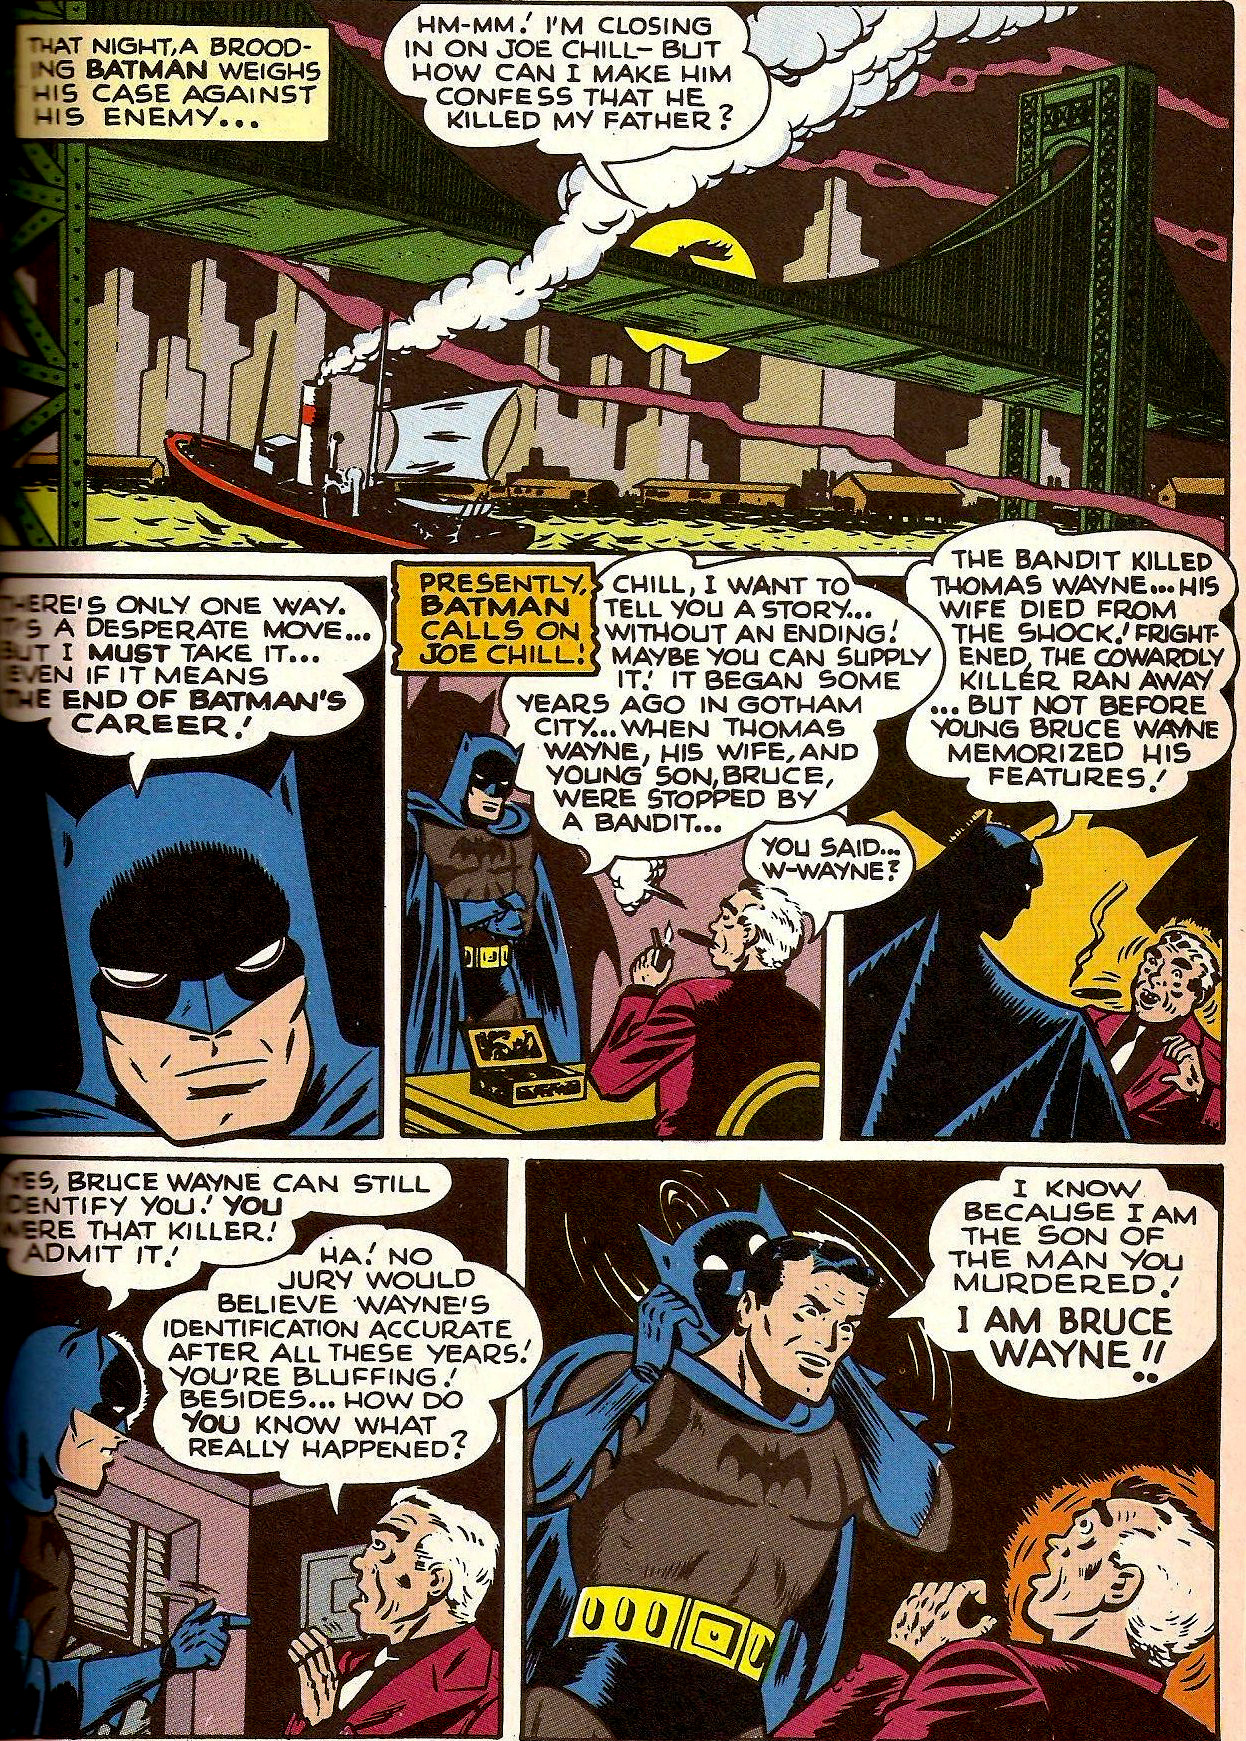 THAT NIGHT, A BROOD-
ING BATMAN WEIGHS
HIS CASE AGAINST
HIS ENEMY...
HM-MM! I'M CLOSING
IN ON JOE CHILL- BUT
HOW CAN I MAKE HIM
CONFESS THAT HE
KILLED MY FATHER?
THERE'S ONLY ONE WAY.
IT'S A DESPERATE MOVE...
BUT I MUST TAKE IT...
EVEN IF IT MEANS
THE END OF BATMAN'S
CAREER!
PRESENTLY,
BATMAN
CALLS ON
JOE CHILL!
CHILL, I WANT TO
TELL YOU A STORY...
WITHOUT AN ENDING!
MAYBE YOU CAN SUPPLY
IT! IT BEGAN SOME
YEARS AGO IN GOTHAM
CITY... WHEN THOMAS
WAYNE, HIS WIFE, AND
YOUNG SON, BRUCE,
WERE STOPPED BY
A BANDIT...
YOU SAID...
W-WAYNE?
THE BANDIT KILLED
THOMAS WAYNE... HIS
WIFE DIED FROM
THE SHOCK! FRIGHT-
ENED, THE COWARDLY
KILLER RAN AWAY
... BUT NOT BEFORE
YOUNG BRUCE WAYNE
MEMORIZED HIS
FEATURES!
YES, BRUCE WAYNE CAN STILL
IDENTIFY YOU! YOU
WERE THAT KILLER!
ADMIT IT!
HA! NO
JURY WOULD
BELIEVE WAYNE'S
IDENTIFICATION ACCURATE
AFTER ALL THESE YEARS!
YOU'RE BLUFFING!
BESIDES... HOW DO
YOU KNOW WHAT
REALLY HAPPENED?
I KNOW
BECAUSE I AM
THE SON OF
THE MAN YOU
MURDERED!
I AM BRUCE
WAYNE!!